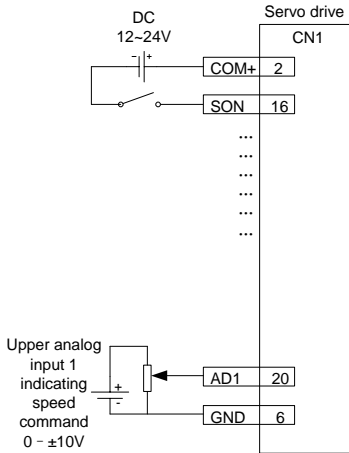 DC
12~24V
Servo drive
CN1
- +
COM+ 2
SON 16
...
...
...
...
...
...
Upper analog
input 1
indicating
speed
command
0 - ±10V
+
-
AD1 20
GND 6